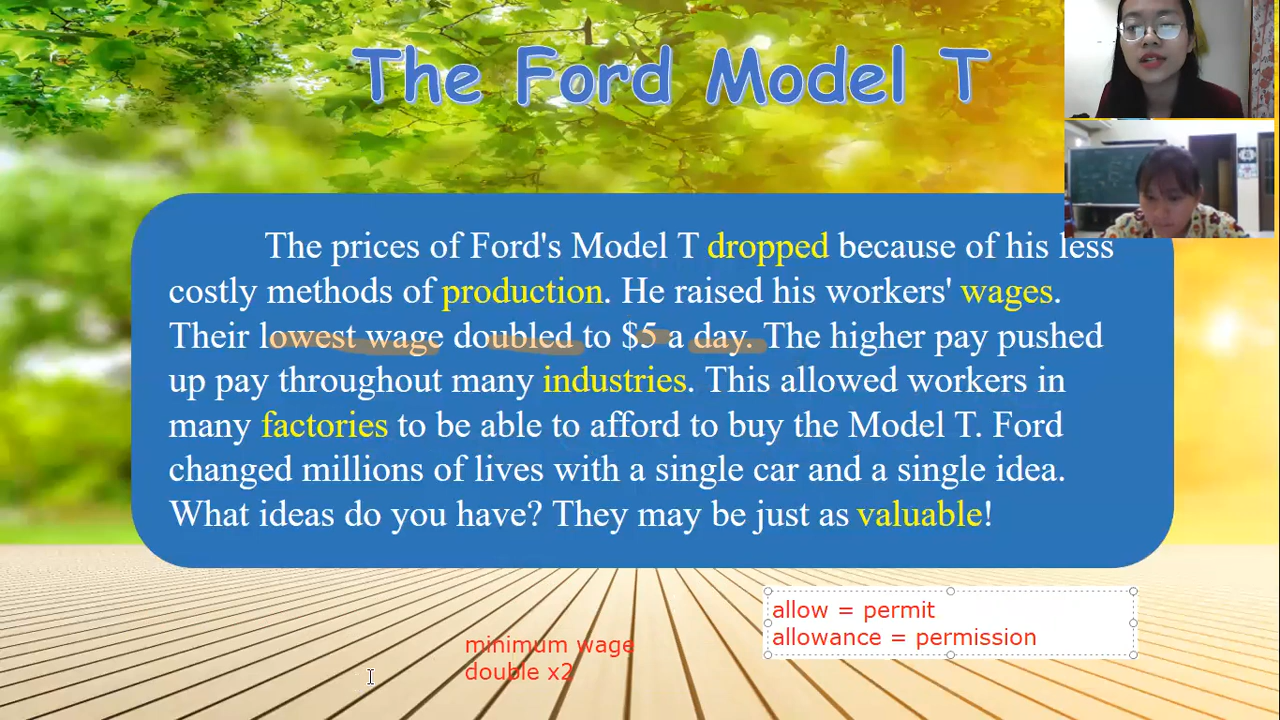 The Ford Model T
The prices of Ford's Model T dropped because of his less
costly methods of production. He raised his workers' wages.
Their lowest wage doubled to $5 a day. The higher pay pushed
up pay throughout many industries. This allowed workers in
many factories to be able to afford to buy the Model T. Ford
changed millions of lives with a single car and a single idea.
What ideas do you have? They may be just as valuable!
allow = permit
allowance = permission
minimum wage
double x2